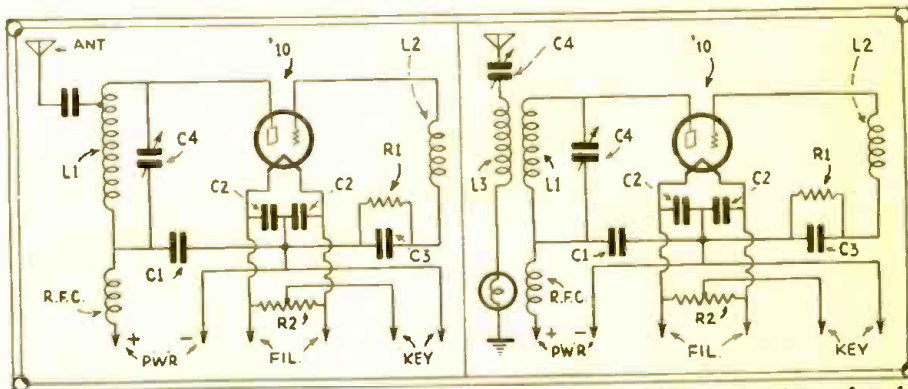 ANT
'10
L2
C4
L1
R1
C2
C2
C1
C3
R.F.C.
R2
+
-
PWR
FIL.
KEY
C4
'10
L2
L3
L1
C4
R1
C2
C2
C1
C3
R.F.C.
R2
+
-
PWR
FIL.
KEY